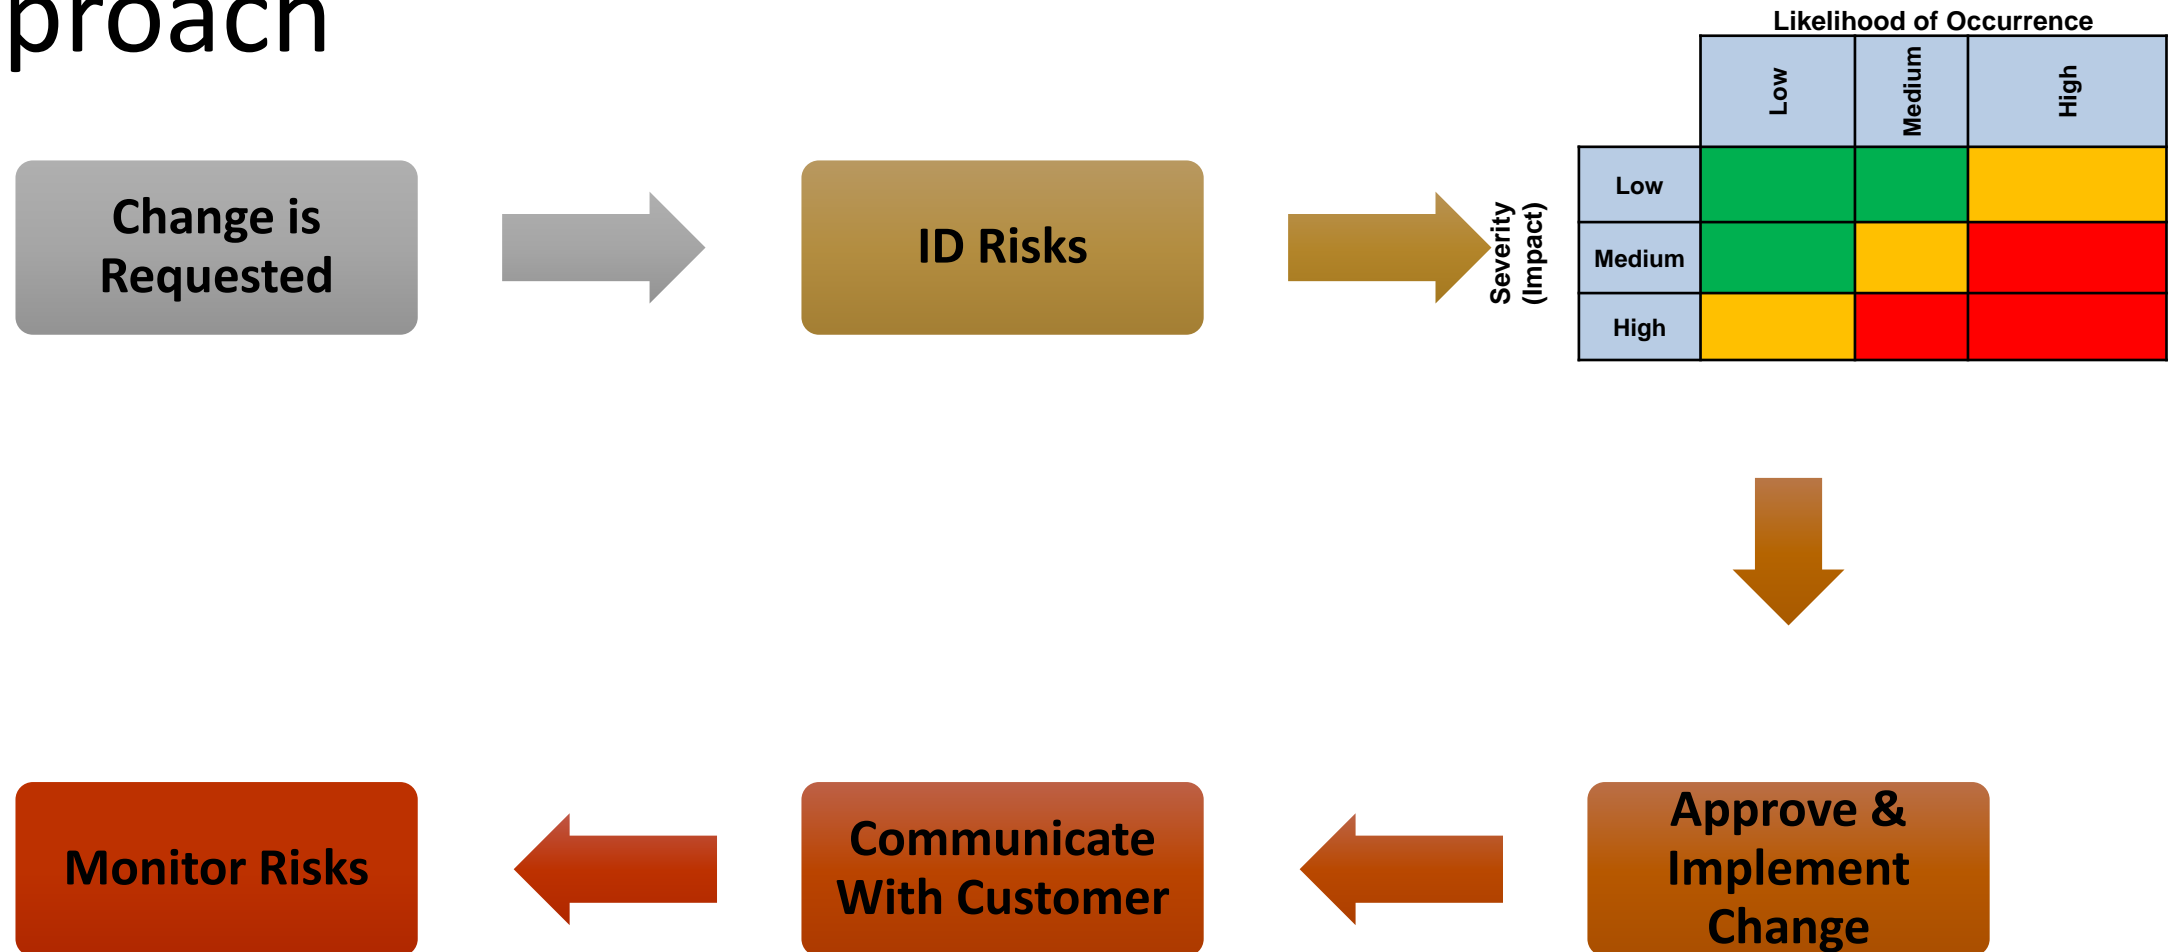 proach
Likelihood of Occurrence
Low
Medium
High
Change is
Requested
ID Risks
Severity
(Impact)
Low
Medium
High
Monitor Risks
Communicate
With Customer
Approve &
Implement
Change